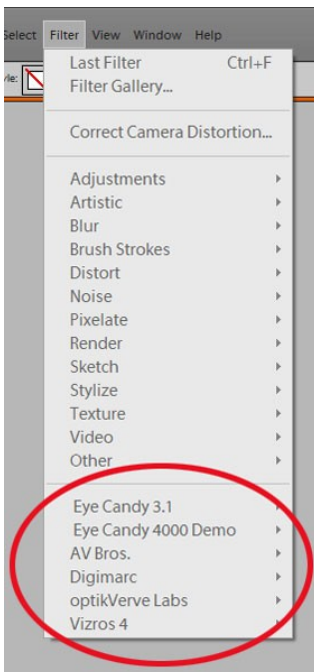 Select Filter View Window Help
Last Filter Ctrl+F
Filter Gallery...
Correct Camera Distortion...
Adjustments
Artistic
Blur
Brush Strokes
Distort
Noise
Pixelate
Render
Sketch
Stylize
Texture
Video
Other
Eye Candy 3.1
Eye Candy 4000 Demo
AV Bros.
Digimarc
optikVerve Labs
Vizros 4